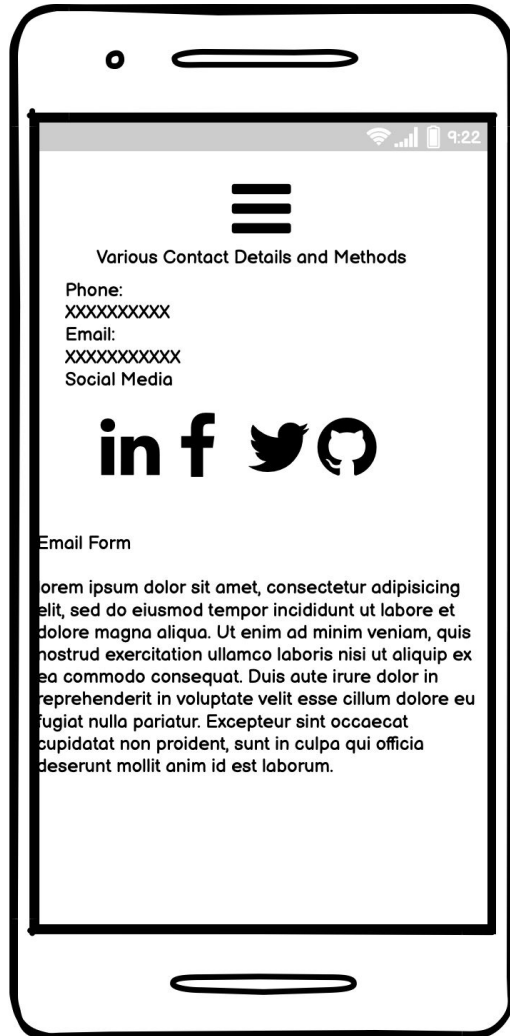 9:22
Various Contact Details and Methods
Phone:
XXXXXXXXXX
Email:
XXXXXXXXXXX
Social Media
in f
Email Form
lorem ipsum dolor sit amet, consectetur adipisicing
elit, sed do eiusmod tempor incididunt ut labore et
dolore magna aliqua. Ut enim ad minim veniam, quis
nostrud exercitation ullamco laboris nisi ut aliquip ex
ea commodo consequat. Duis aute irure dolor in
reprehenderit in voluptate velit esse cillum dolore eu
fugiat nulla pariatur. Excepteur sint occaecat
cupidatat non proident, sunt in culpa qui officia
deserunt mollit anim id est laborum.